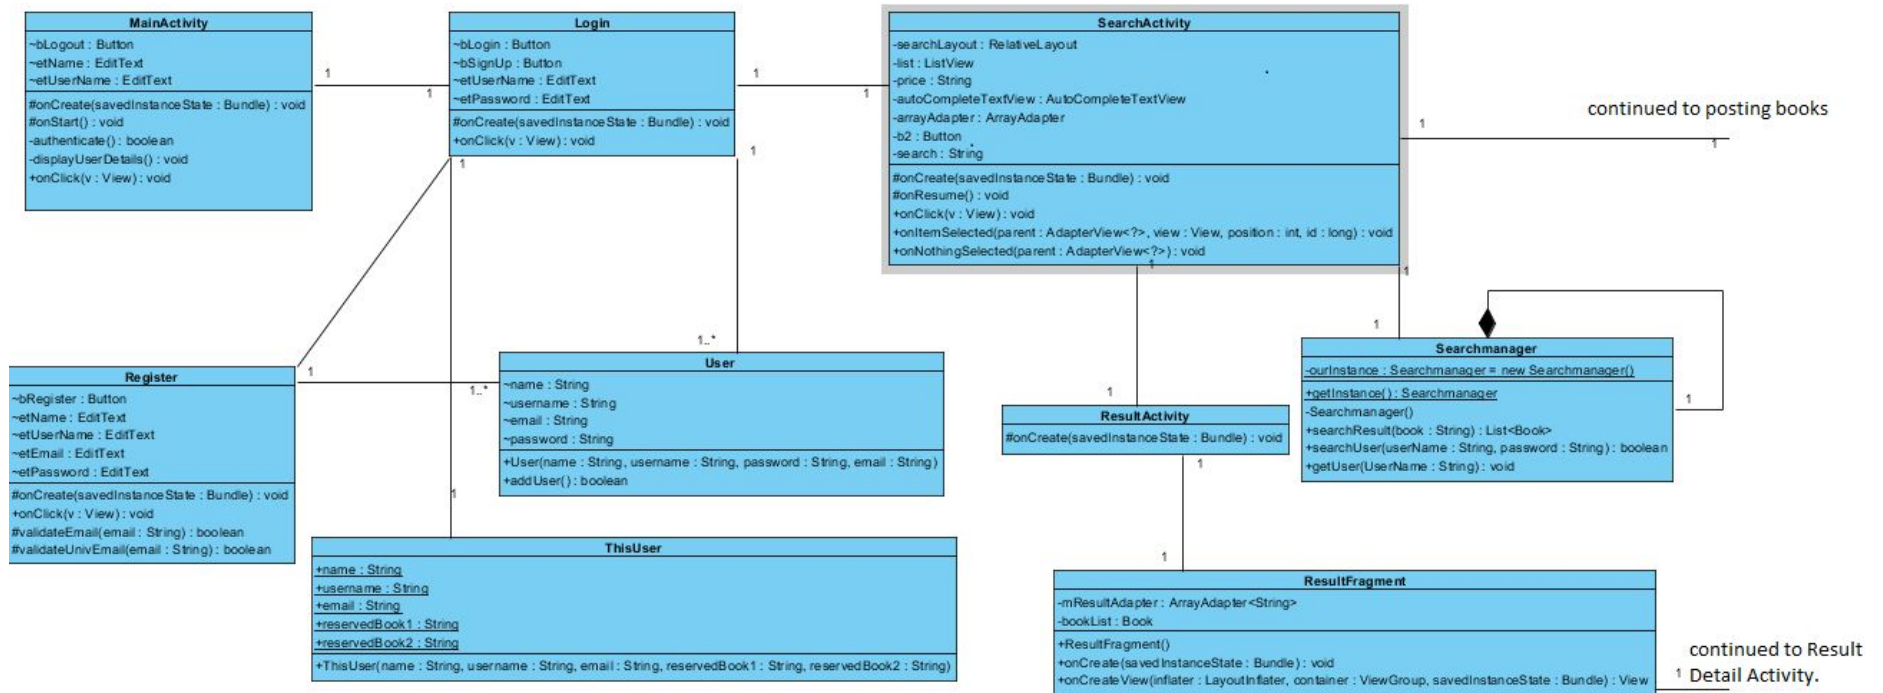 MainActivity
~bLogout : Button
~etName : EditText
~etUserName : EditText
#onCreate(savedInstanceState : Bundle) : void
#onStart() : void
-authenticate() : boolean
-displayUserDetails() : void
+onClick(v : View) : void
1
1
Login
~bLogin : Button
~bSignUp : Button
~etUserName : EditText
~etPassword : EditText
#onCreate(savedInstanceState : Bundle) : void
+onClick(v : View) : void
1
1
1
1
SearchActivity
-searchLayout : RelativeLayout
-list : ListView
-price : String
-autoCompleteTextView : AutoCompleteTextView
-arrayAdapter : ArrayAdapter
-b2 : Button
-search : String
#onCreate(savedInstanceState : Bundle) : void
#onResume() : void
+onClick(v : View) : void
+onItemSelected(parent : AdapterView<?>, view : View, position : int, id : long) : void
+onNothingSelected(parent : AdapterView<?>) : void
1
1
continued to posting books
1
1
1
1
Searchmanager
-ourInstance : Searchmanager = new Searchmanager()
+getInstance() : Searchmanager
-Searchmanager()
+searchResult(book : String) : List<Book>
+searchUser(userName : String, password : String) : boolean
+getUser(UserName : String) : void
1
Register
~bRegister : Button
~etName : EditText
~etUserName : EditText
~etEmail : EditText
~etPassword : EditText
#onCreate(savedInstanceState : Bundle) : void
+onClick(v : View) : void
#validateEmail(email : String) : boolean
#validateUnivEmail(email : String) : boolean
1
1..*
1..*
User
~name : String
~username : String
~email : String
~password : String
+User(name : String, username : String, password : String, email : String)
+addUser() : boolean
1
1
ResultActivity
#onCreate(savedInstanceState : Bundle) : void
1
ThisUser
+name : String
+username : String
+email : String
+reservedBook1 : String
+reservedBook2 : String
+ThisUser(name : String, username : String, email : String, reservedBook1 : String, reservedBook2 : String)
1
ResultFragment
-mResultAdapter : ArrayAdapter<String>
-bookList : Book
+ResultFragment()
+onCreate(savedInstanceState : Bundle) : void
+onCreateView(inflater : LayoutInflater, container : ViewGroup, savedInstanceState : Bundle) : View
continued to Result
1 Detail Activity.